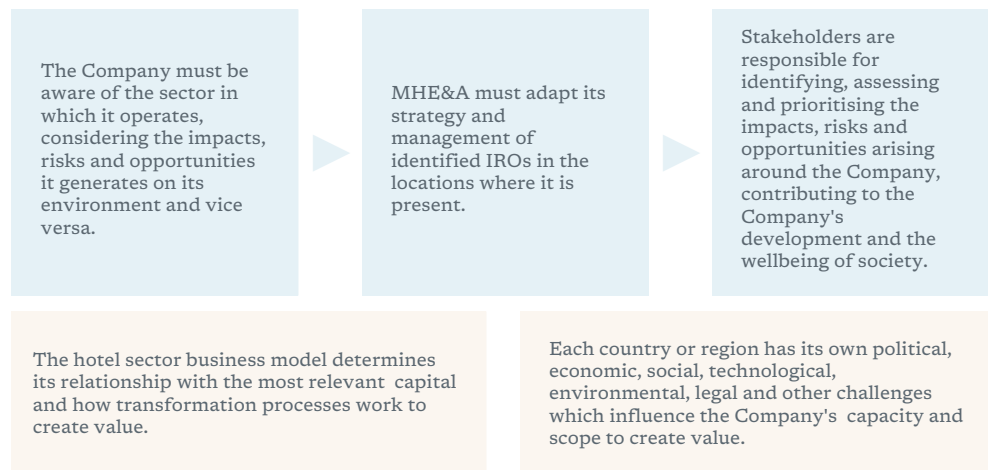 The Company must be
aware of the sector in
which it operates,
considering the impacts,
risks and opportunities
it generates on its
environment and vice
versa.
MHE&A must adapt its
strategy and
management of
identified IROs in the
locations where it is
present.
Stakeholders are
responsible for
identifying, assessing
and prioritising the
impacts, risks and
opportunities arising
around the Company,
contributing to the
Company's
development and the
wellbeing of society.
The hotel sector business model determines
its relationship with the most relevant  capital
and how transformation processes work to
create value.
Each country or region has its own political,
economic, social, technological,
environmental, legal and other challenges
which influence the Company's  capacity and
scope to create value.